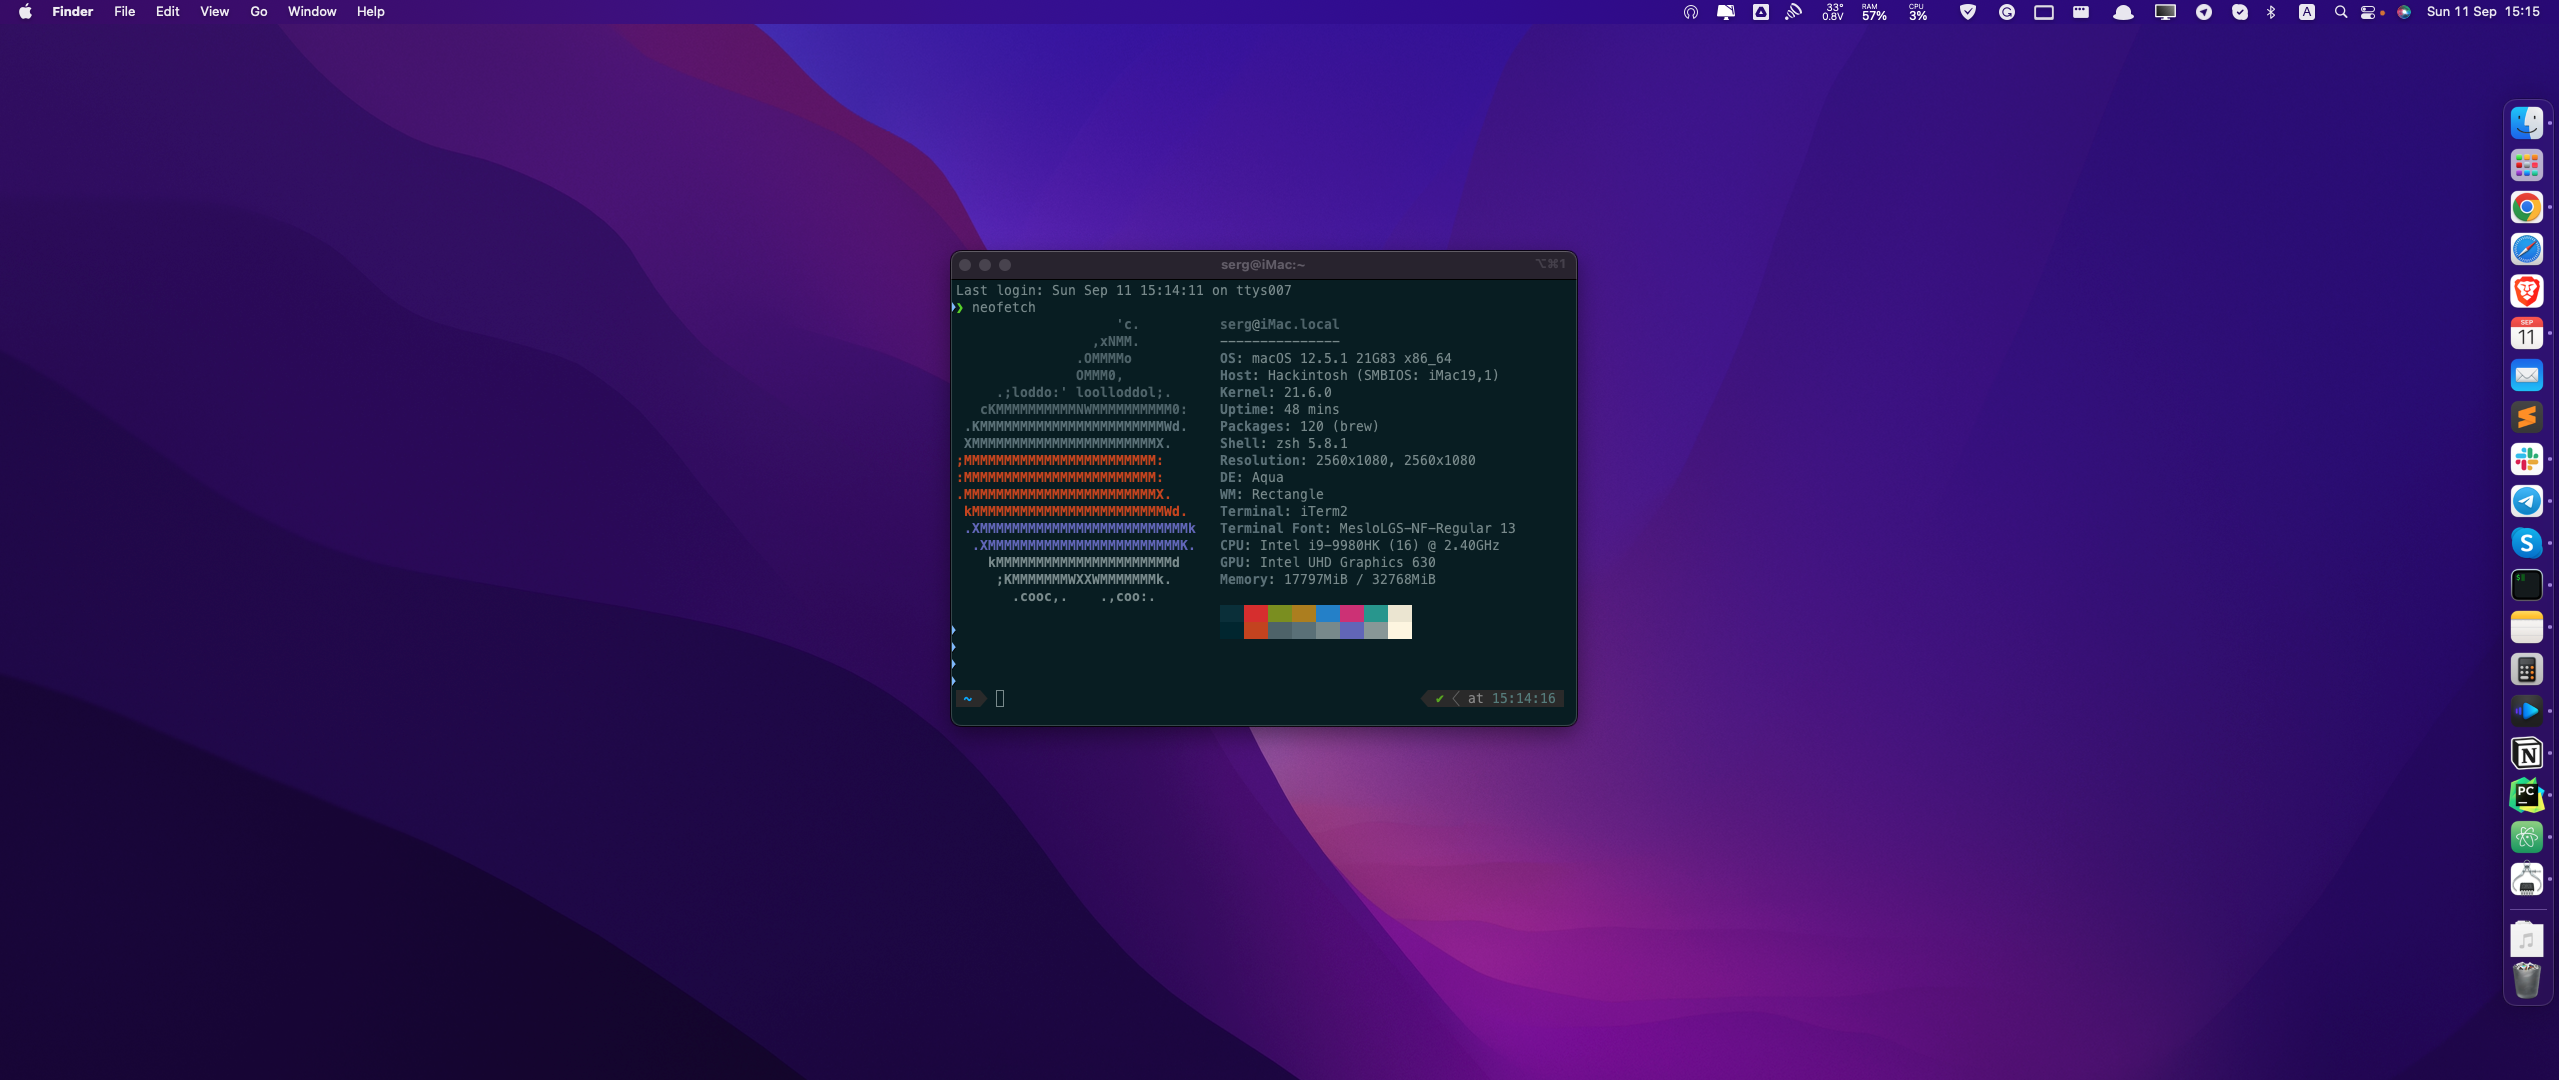 Finder File Edit View Go Window Help
33° 0.8V RAM 57% CPU 3% A Sun 11 Sep 15:15
serg@iMac:~ ⌥⌘1
Last login: Sun Sep 11 15:14:11 on ttys007
❯ neofetch
'c. serg@iMac.local
,xNMM. ---------------
.OMMMMo OS: macOS 12.5.1 21G83 x86_64
OMMM0, Host: Hackintosh (SMBIOS: iMac19,1)
.;loddo:' loolloddol;. Kernel: 21.6.0
cKMMMMMMMMMMNWMMMMMMMMMM0: Uptime: 48 mins
.KMMMMMMMMMMMMMMMMMMMMMMMWd. Packages: 120 (brew)
XMMMMMMMMMMMMMMMMMMMMMMMX. Shell: zsh 5.8.1
;MMMMMMMMMMMMMMMMMMMMMMMM: Resolution: 2560x1080, 2560x1080
:MMMMMMMMMMMMMMMMMMMMMMMM: DE: Aqua
.MMMMMMMMMMMMMMMMMMMMMMMMX. WM: Rectangle
kMMMMMMMMMMMMMMMMMMMMMMMMWd. Terminal: iTerm2
.XMMMMMMMMMMMMMMMMMMMMMMMMMMk Terminal Font: MesloLGS-NF-Regular 13
.XMMMMMMMMMMMMMMMMMMMMMMMMK. CPU: Intel i9-9980HK (16) @ 2.40GHz
kMMMMMMMMMMMMMMMMMMMMMMd GPU: Intel UHD Graphics 630
;KMMMMMMMWXXWMMMMMMMk. Memory: 17797MiB / 32768MiB
.cooc,. .,coo:.
~ ✔ at 15:14:16
SEP
11
S
$
N
PC